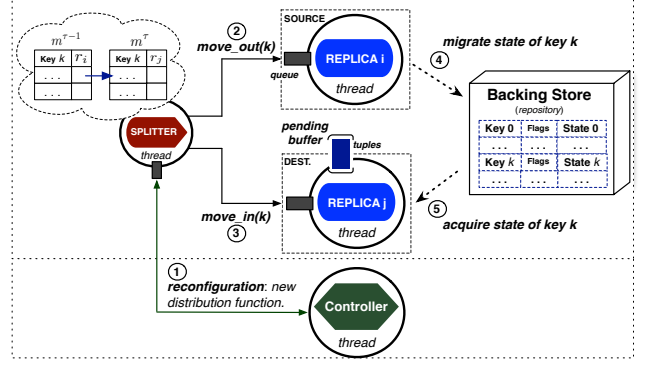 m^{τ−1}
m^τ
Key k r_i
Key k r_j
. . .
. . .
. . .
. . .
SPLITTER
thread
2
move_out(k)
SOURCE
REPLICA i
queue
thread
4
migrate state of key k
Backing Store
(repository)
Key 0 Flags State 0
. . . . . . . . .
Key k Flags State k
. . . . . . . . .
pending
buffer
tuples
DEST.
REPLICA j
thread
move_in(k)
3
5
acquire state of key k
1
reconfiguration: new
distribution function.
Controller
thread